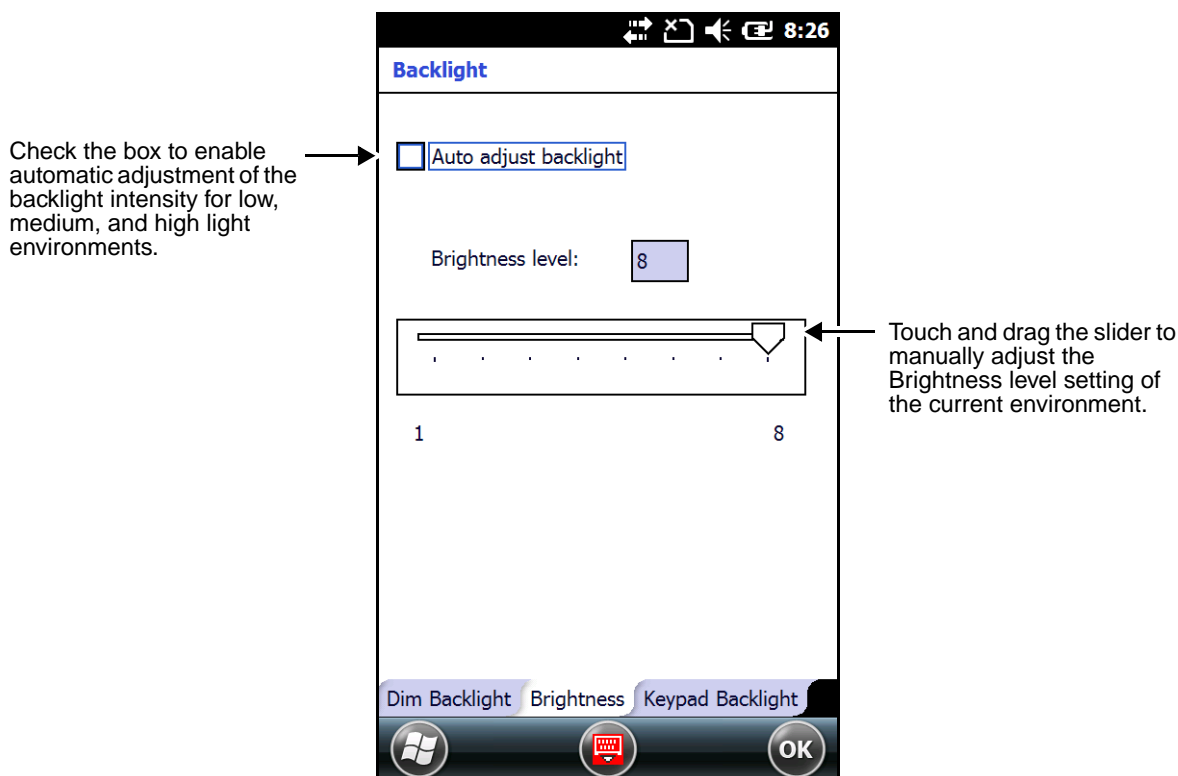 8:26
Backlight
Check the box to enable
automatic adjustment of the
backlight intensity for low,
medium, and high light
environments.
Auto adjust backlight
Brightness level: 8
Touch and drag the slider to
manually adjust the
Brightness level setting of
the current environment.
1 8
Dim Backlight Brightness Keypad Backlight
OK